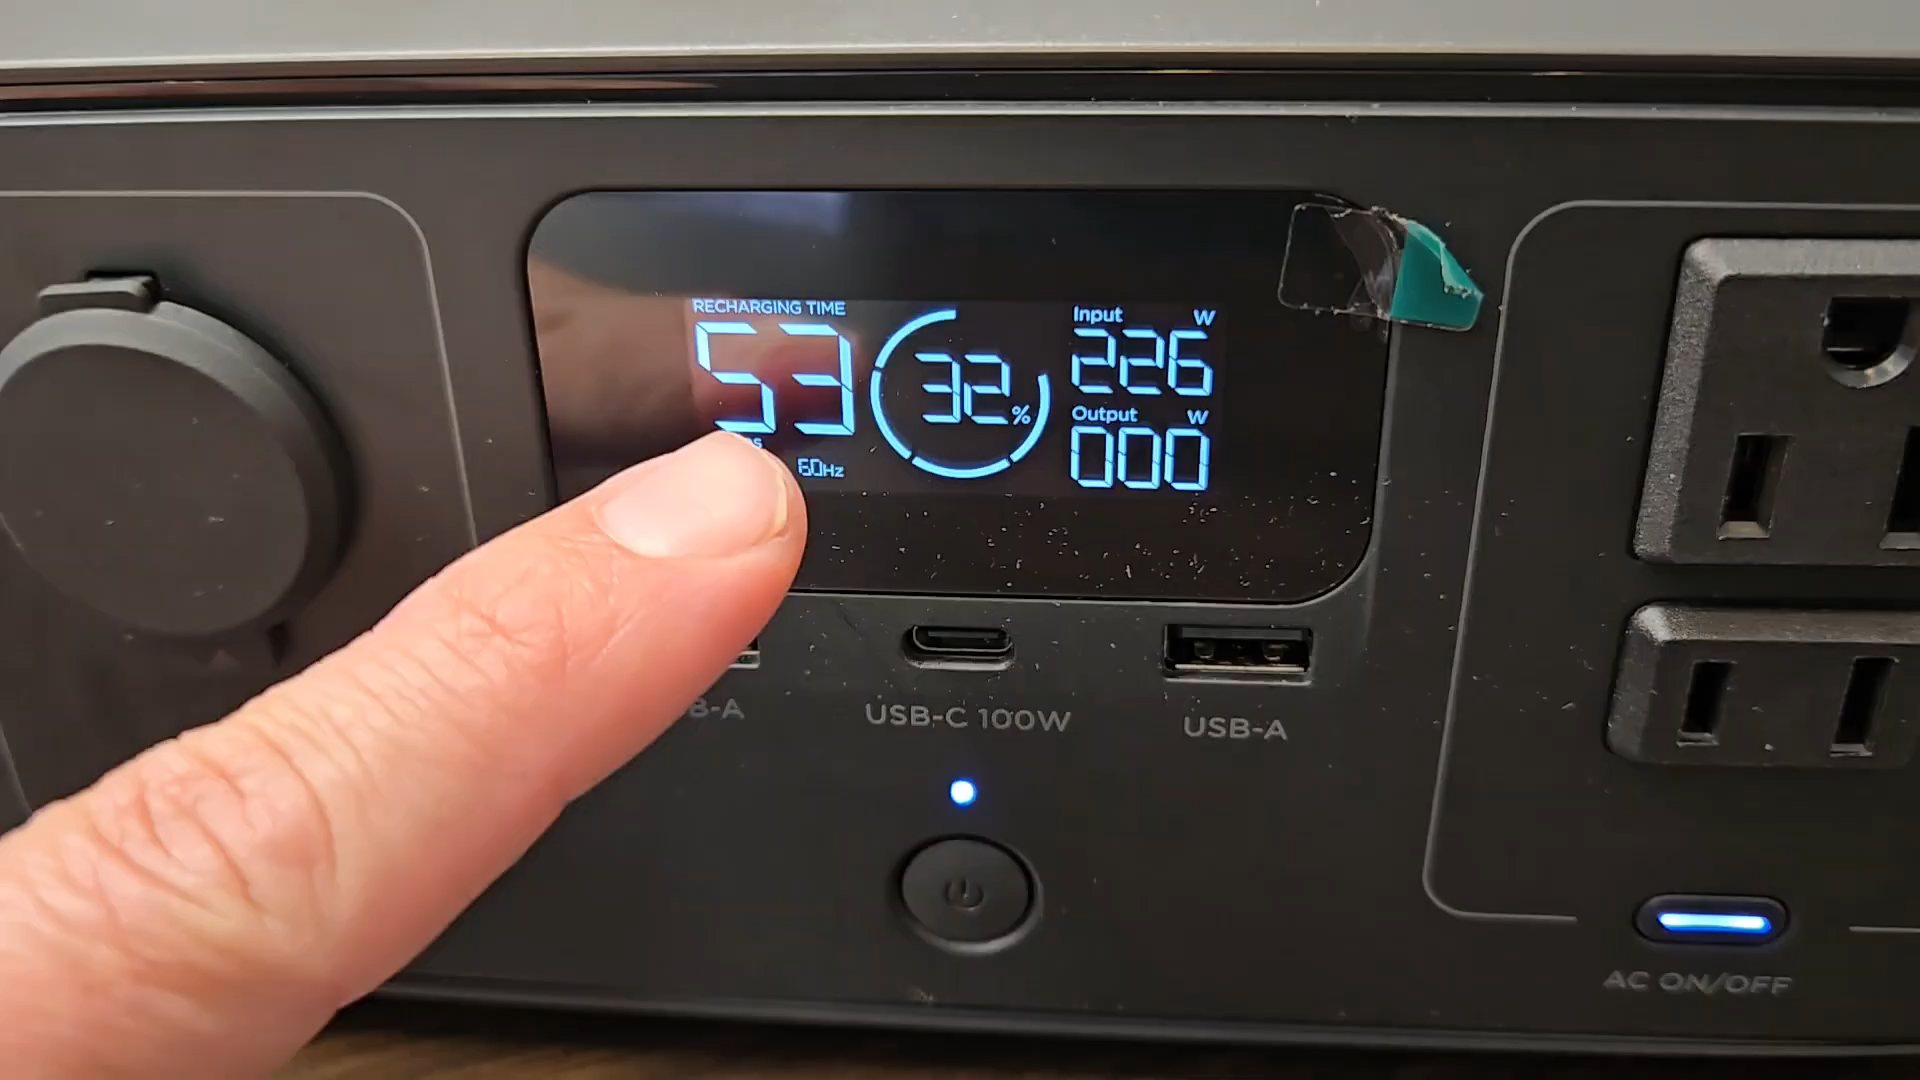 RECHARGING TIME
53
60Hz
32%
Input W
226
Output W
000
USB-C 100W
USB-A
AC ON/OFF